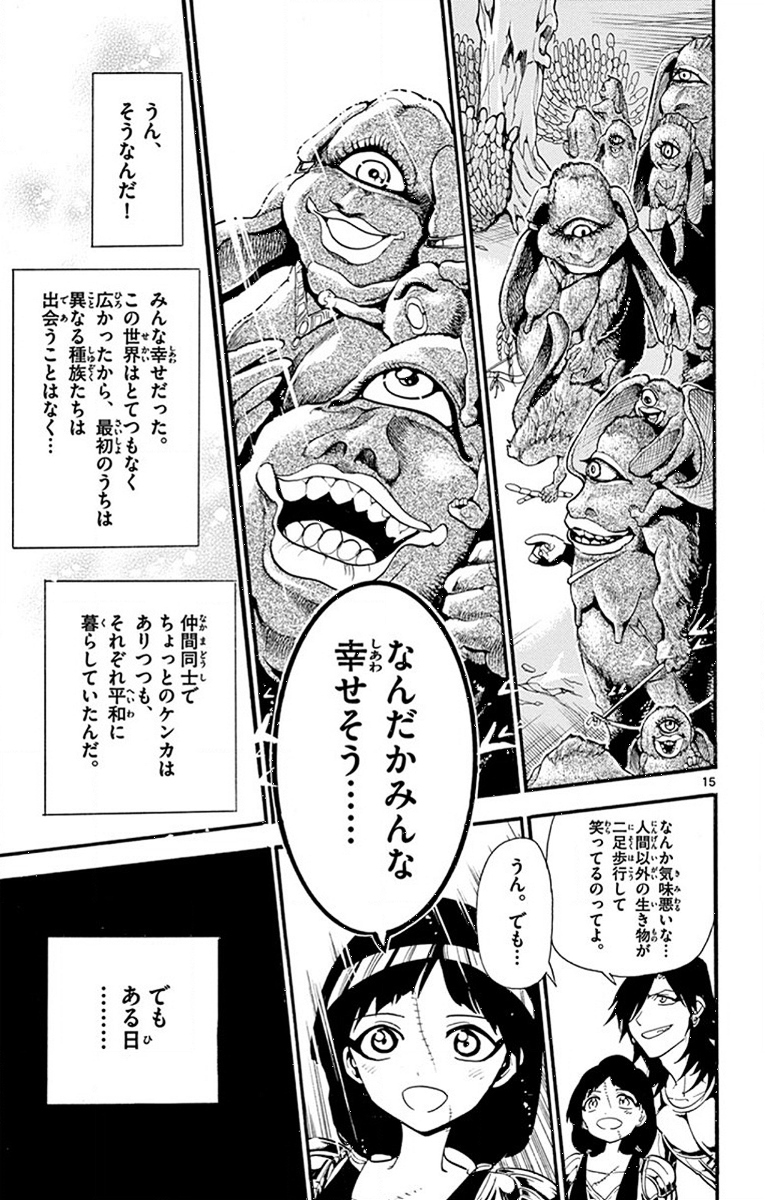 なんか気味悪いな…
人間以外の生き物が
二足歩行して
笑ってるのってよ。
うん。でも…
なんだかみんな
幸せそう……
うん、
そうなんだ！
みんな幸せだった。
この世界はとてつもなく
広かったから、最初のうちは
異なる種族たちは
出会うことはなく…
仲間同士で
ちょっとのケンカは
ありつつも、
それぞれ平和に
暮らしていたんだ。
でも
ある日
………
15